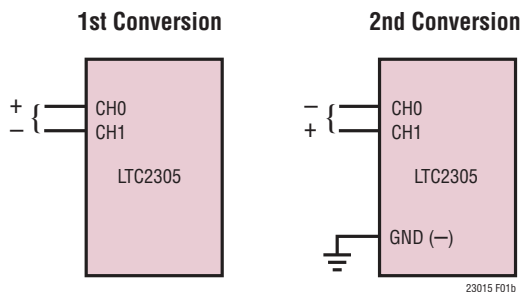 1st Conversion
+ { CH0
− CH1
LTC2305
2nd Conversion
− { CH0
+ CH1
LTC2305
GND (−)
23015 F01b